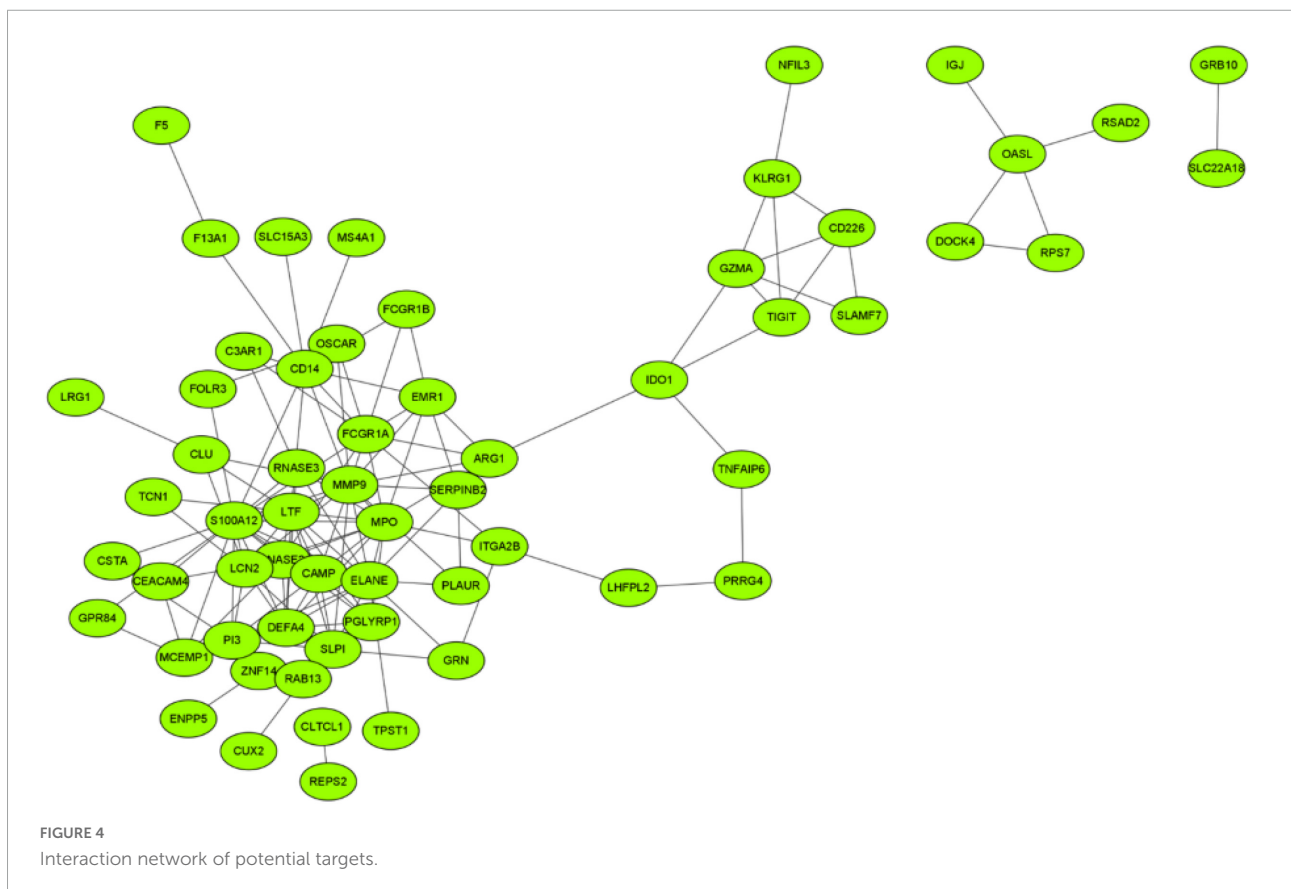 NFIL3
IGJ
GRB10
F5
RSAD2
OASL
SLC22A18
KLRG1
F13A1
SLC15A3
MS4A1
CD226
DOCK4
RPS7
GZMA
FCGR1B
TIGIT
SLAMF7
C3AR1
OSCAR
CD14
IDO1
FOLR3
LRG1
EMR1
FCGR1A
CLU
ARG1
RNASE3
TNFAIP6
MMP9
SERPINB2
TCN1
S100A12
LTF
MPO
ITGA2B
CSTA
NASE2
CEACAM4
LCN2
CAMP
ELANE
PLAUR
LHFPL2
PRRG4
GPR84
DEFA4
PGLYRP1
PI3
SLPI
MCEMP1
GRN
ZNF14
RAB13
ENPP5
CLTCL1
TPST1
CUX2
REPS2
FIGURE 4
Interaction network of potential targets.